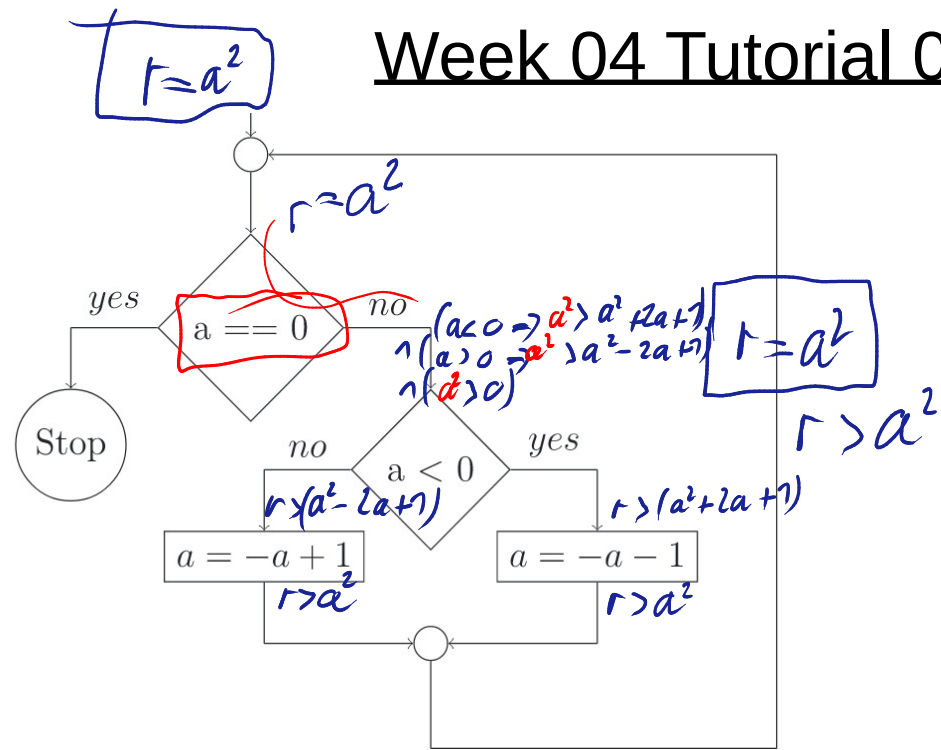 Week 04 Tutorial 0
r=a²
r=a²
yes
no
a == 0
(a<0 => a² > a²+2a+1)
∧(a>0 => a² > a²-2a+1)
∧(a²>0)
r=a²
r>a²
Stop
no
a < 0
yes
r>(a²-2a+1)
r>(a²+2a+1)
a = −a + 1
a = −a − 1
r>a²
r>a²